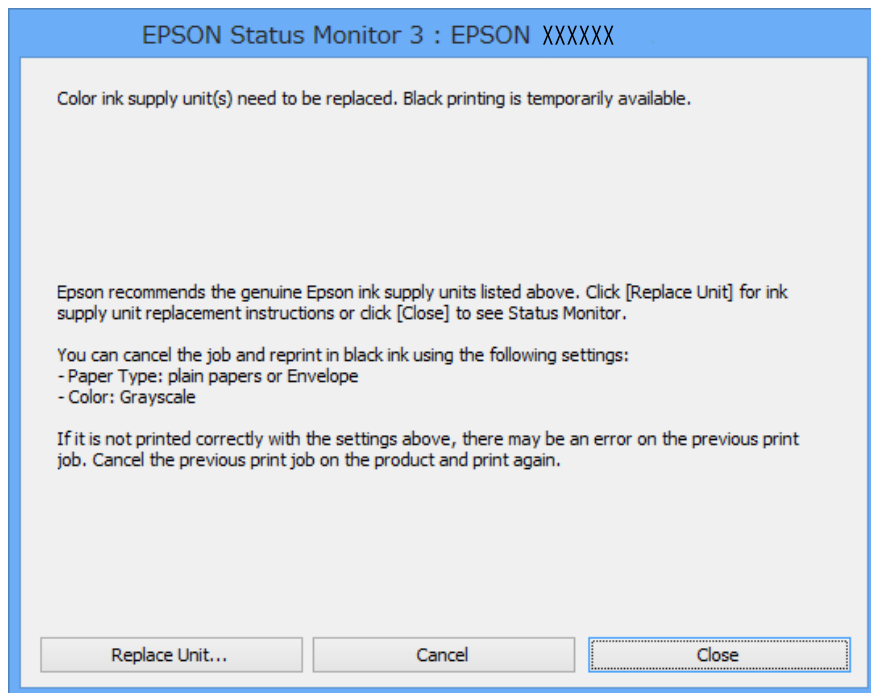 EPSON Status Monitor 3 : EPSON XXXXXX
Color ink supply unit(s) need to be replaced. Black printing is temporarily available.
Epson recommends the genuine Epson ink supply units listed above. Click [Replace Unit] for ink
supply unit replacement instructions or click [Close] to see Status Monitor.
You can cancel the job and reprint in black ink using the following settings:
- Paper Type: plain papers or Envelope
- Color: Grayscale
If it is not printed correctly with the settings above, there may be an error on the previous print
job. Cancel the previous print job on the product and print again.
Replace Unit... Cancel Close